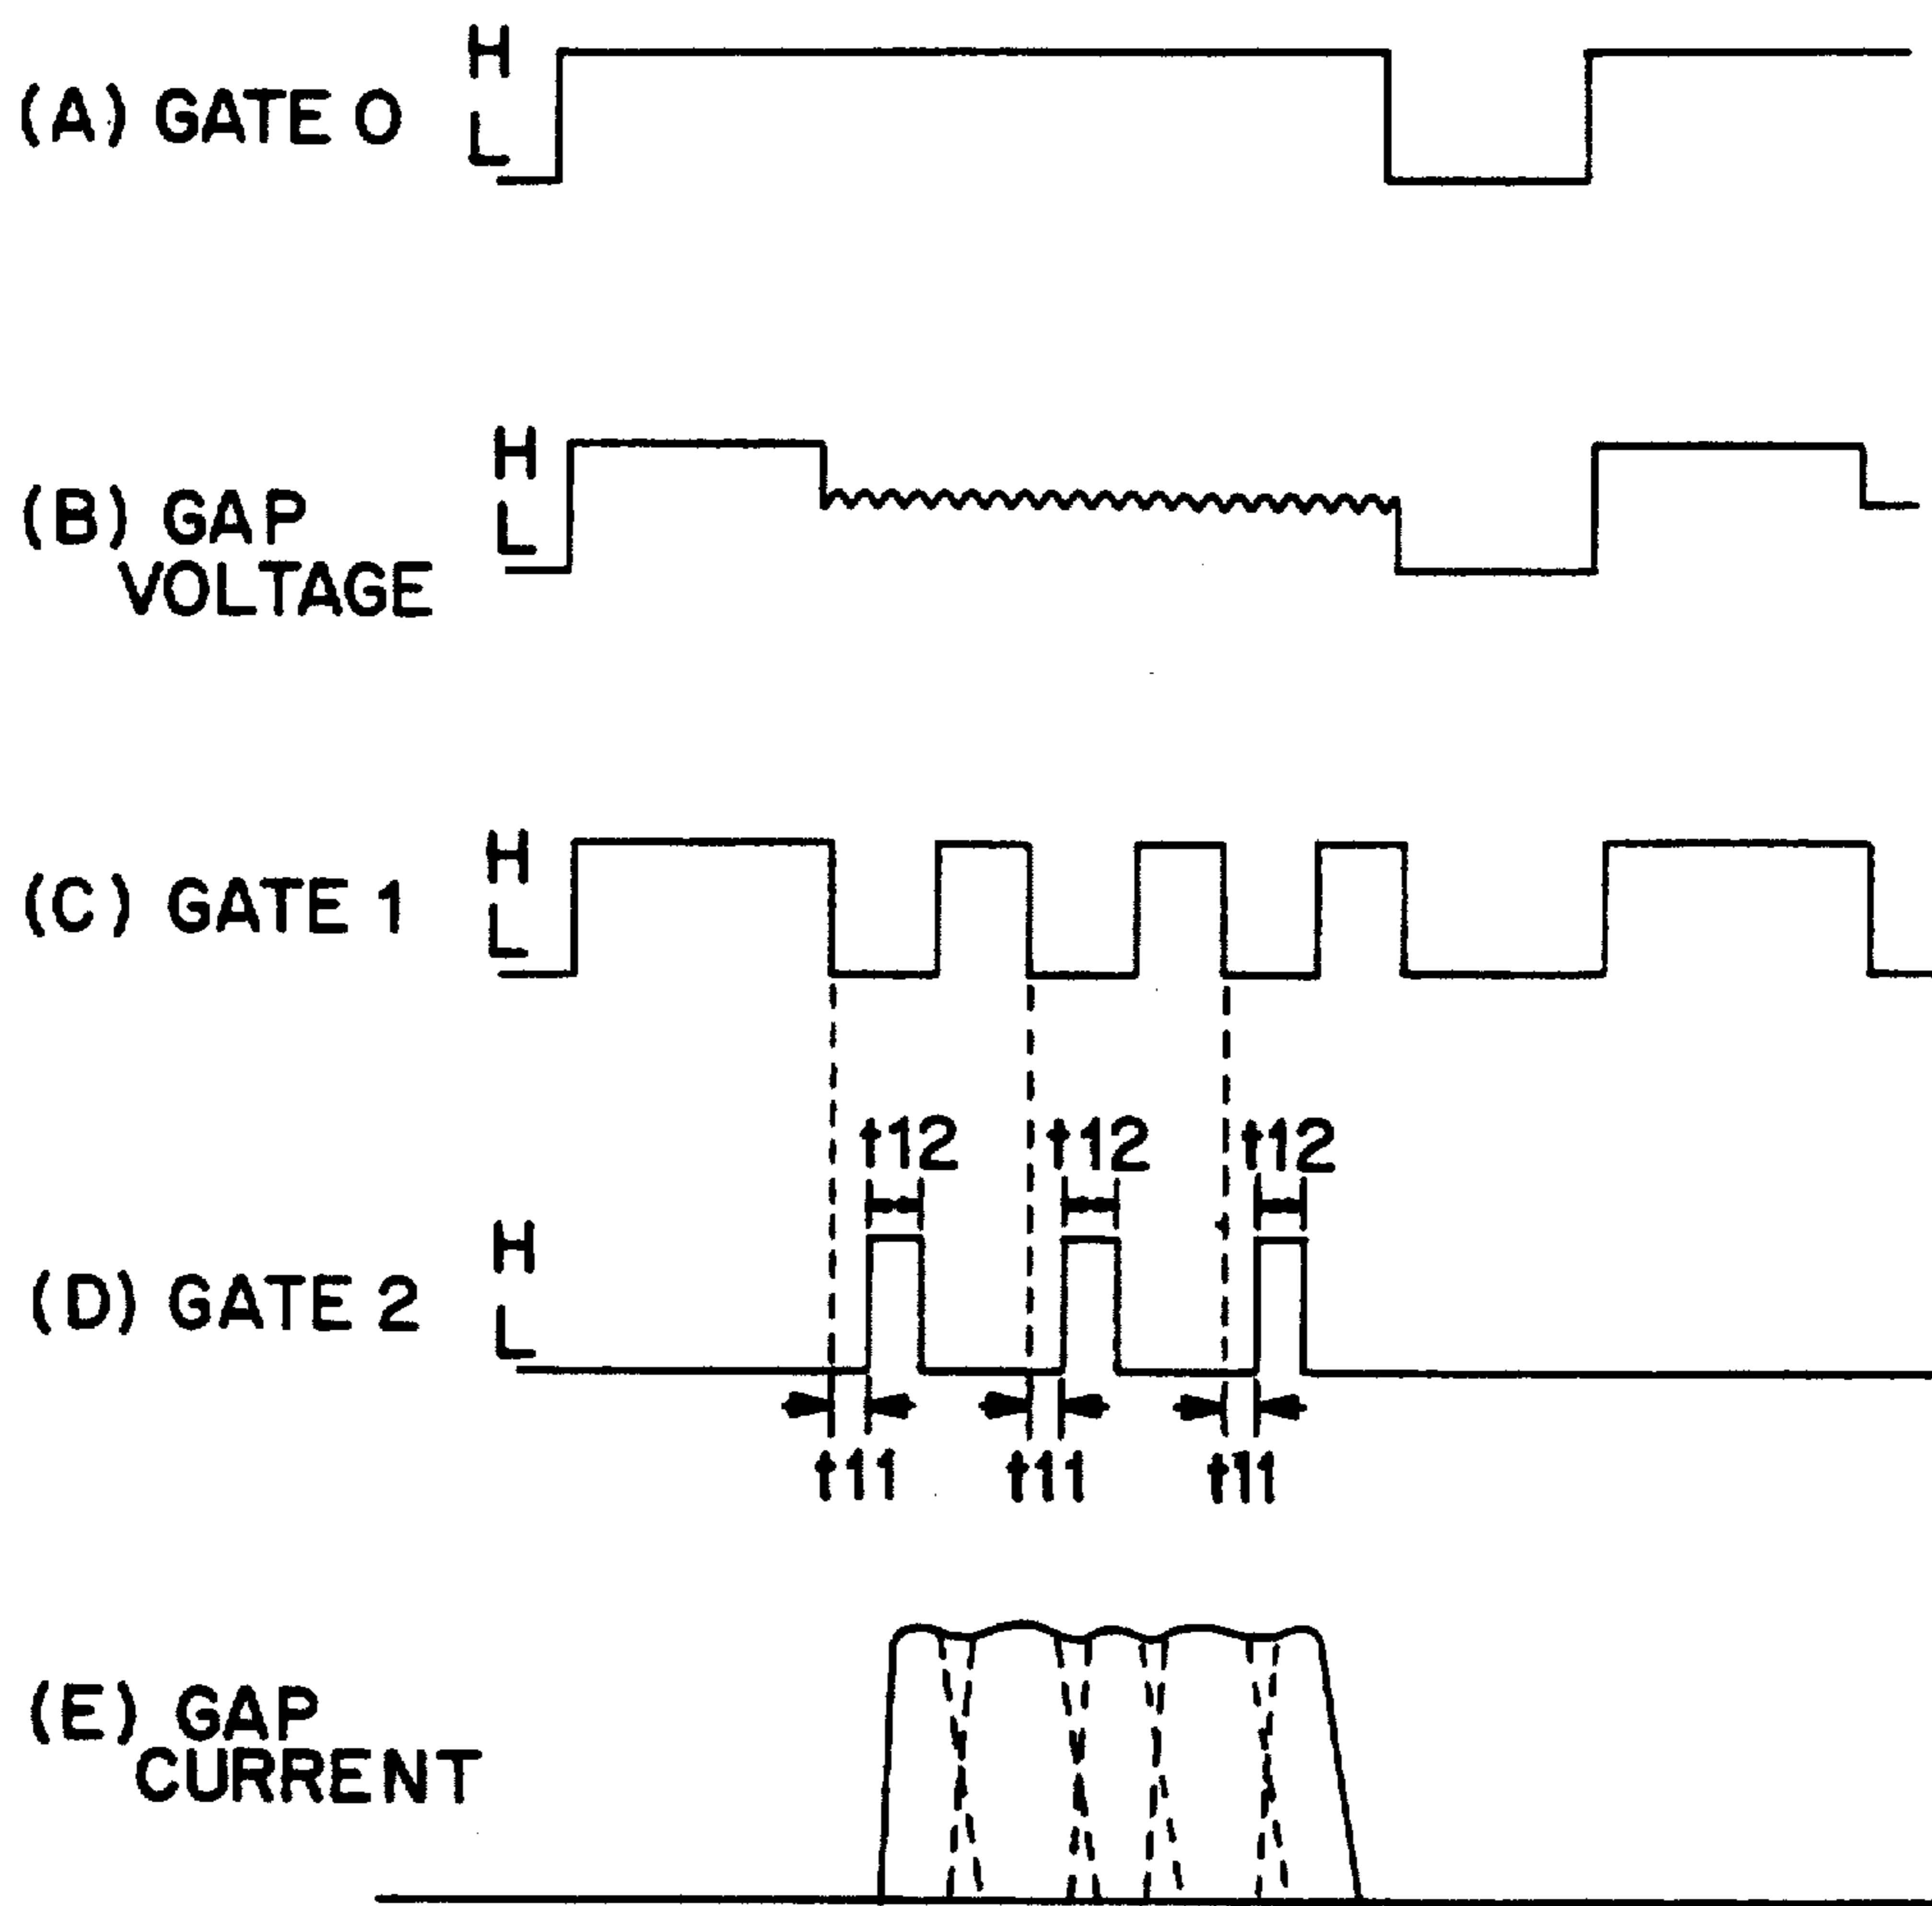 H
(A) GATE 0
L
H
(B) GAP
L
VOLTAGE
H
(C) GATE 1
L
t12 t12 t12
H
(D) GATE 2
L
t11 t11 t11
(E) GAP
CURRENT